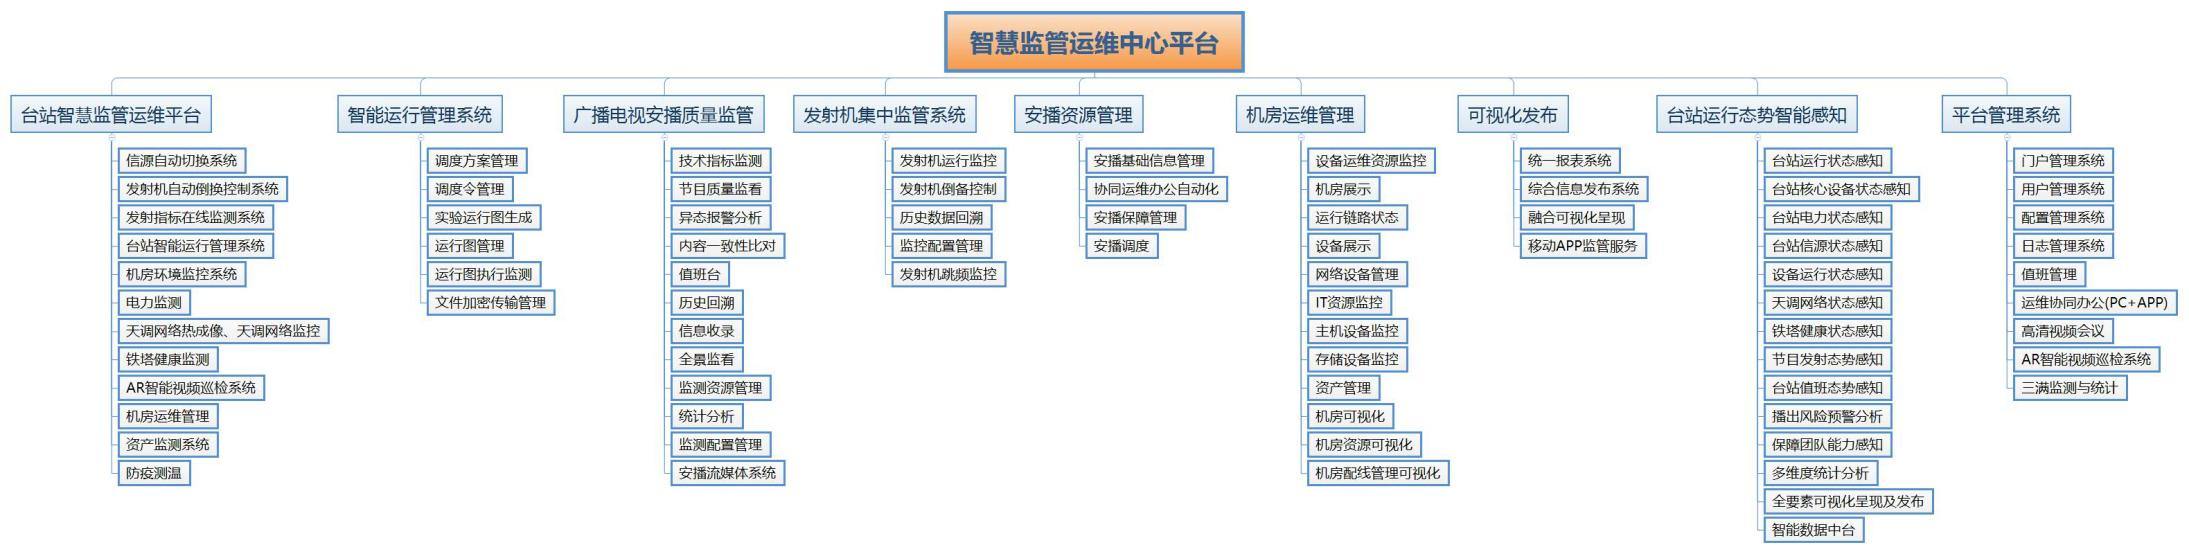 智慧监管运维中心平台
台站智慧监管运维平台
信源自动切换系统
发射机自动倒换控制系统
发射指标在线监测系统
台站智能运行管理系统
机房环境监控系统
电力监测
天调网络热成像、天调网络监控
铁塔健康监测
AR智能视频巡检系统
机房运维管理
资产监测系统
防疫测温
智能运行管理系统
调度方案管理
调度令管理
实验运行图生成
运行图管理
运行图执行监测
文件加密传输管理
广播电视安播质量监管
技术指标监测
节目质量监看
异态报警分析
内容一致性比对
值班台
历史回溯
信息收录
全景监看
监测资源管理
统计分析
监测配置管理
安播流媒体系统
发射机集中监管系统
发射机运行监控
发射机倒备控制
历史数据回溯
监控配置管理
发射机跳频监控
安播资源管理
安播基础信息管理
协同运维办公自动化
安播保障管理
安播调度
机房运维管理
设备运维资源监控
机房展示
运行链路状态
设备展示
网络设备管理
IT资源监控
主机设备监控
存储设备监控
资产管理
机房可视化
机房资源可视化
机房配线管理可视化
可视化发布
统一报表系统
综合信息发布系统
融合可视化呈现
移动APP监管服务
台站运行态势智能感知
台站运行状态感知
台站核心设备状态感知
台站电力状态感知
台站信源状态感知
设备运行状态感知
天调网络状态感知
铁塔健康状态感知
节目发射态势感知
台站值班态势感知
播出风险预警分析
保障团队能力感知
多维度统计分析
全要素可视化呈现及发布
智能数据中台
平台管理系统
门户管理系统
用户管理系统
配置管理系统
日志管理系统
值班管理
运维协同办公(PC+APP)
高清视频会议
AR智能视频巡检系统
三满监测与统计